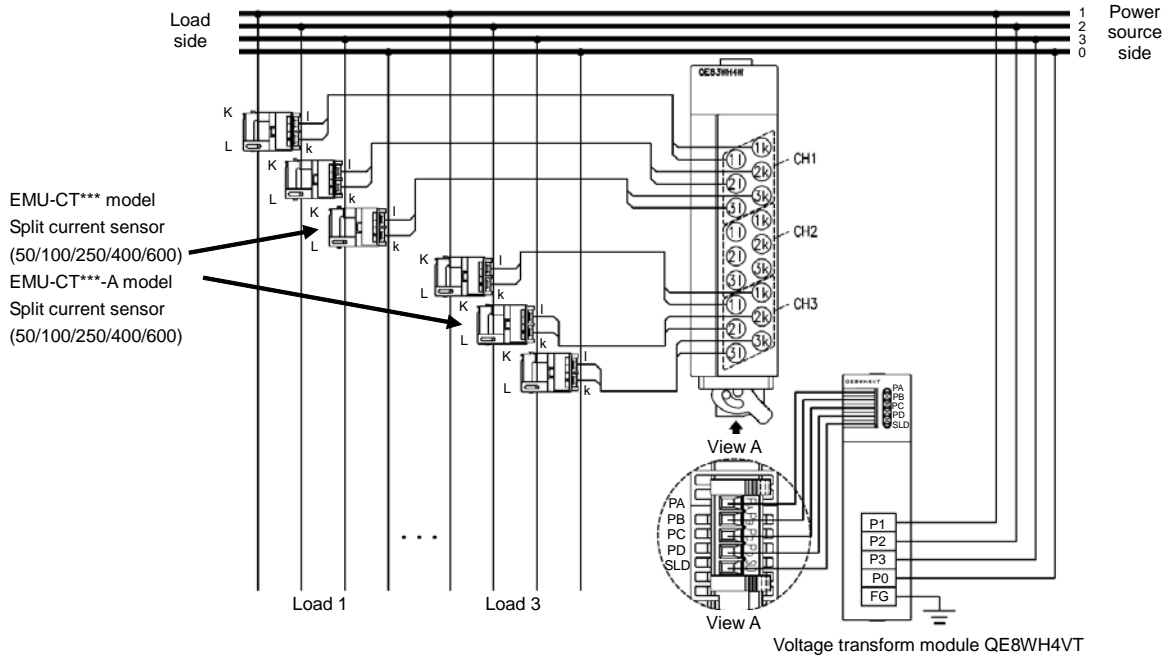 Load
side
1
2
3
0
Power
source
side
QE83WH4W
K
L
l
k
K
L
l
k
K
L
l
k
K
L
l
k
K
L
l
k
K
L
l
k
EMU-CT*** model
Split current sensor
(50/100/250/400/600)
EMU-CT***-A model
Split current sensor
(50/100/250/400/600)
1k
1l
2k
2l
3k
3l
CH1
1k
1l
2k
2l
3k
3l
CH2
1k
1l
2k
2l
3k
3l
CH3
View A
QE8WH4VT
PA
PB
PC
PD
SLD
PA
PB
PC
PD
SLD
P1
P2
P3
P0
FG
. . .
Load 1
Load 3
View A
Voltage transform module QE8WH4VT